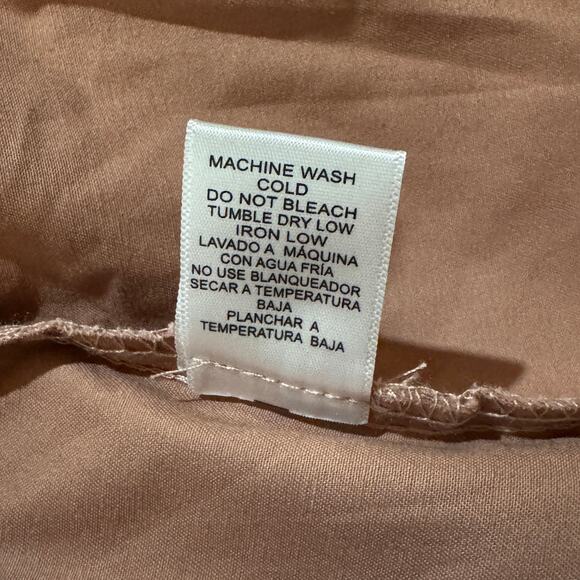 MACHINE WASH
COLD
DO NOT BLEACH
TUMBLE DRY LOW
IRON LOW
LAVADO A MÁQUINA
CON AGUA FRÍA
NO USE BLANQUEADOR
SECAR A TEMPERATURA
BAJA
PLANCHAR A
TEMPERATURA BAJA